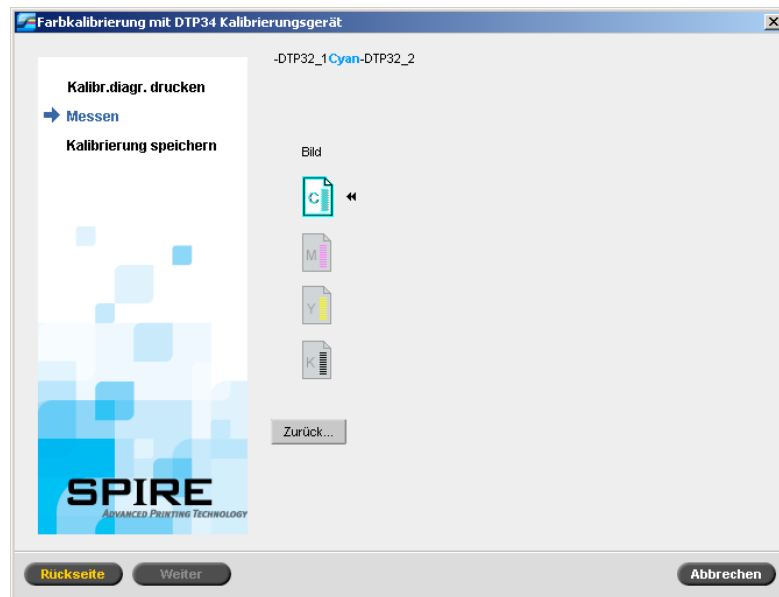 Farbkalibrierung mit DTP34 Kalibrierungsgerät
-DTP32_1Cyan-DTP32_2
Kalibr.diagr. drucken
Messen
Kalibrierung speichern
Bild
C
M
Y
K
Zurück...
SPIRE
ADVANCED PRINTING TECHNOLOGY
Rückseite
Weiter
Abbrechen